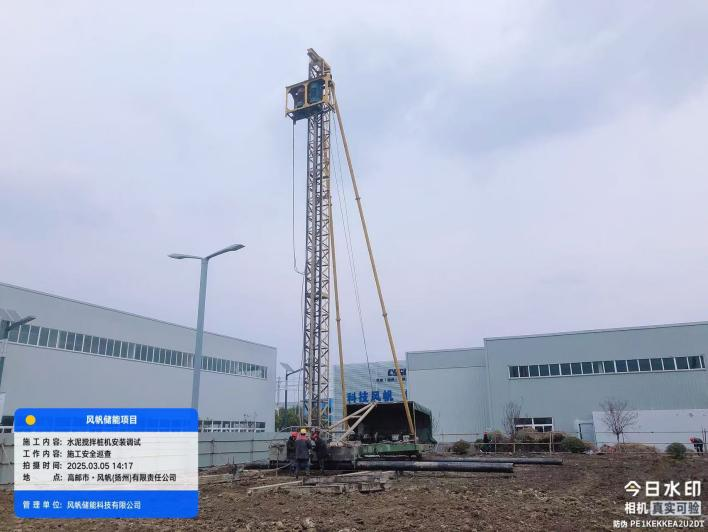 CSSC
科技风帆
风帆储能项目
施工内容: 水泥搅拌桩机安装调试
工作内容: 施工安全巡查
拍摄时间: 2025.03.05 14:17
地 点: 高邮市·风帆(扬州)有限责任公司
管理单位: 风帆储能科技有限公司
今日水印
相机 真实可验
防伪 PE1KEKKEA2U2DT